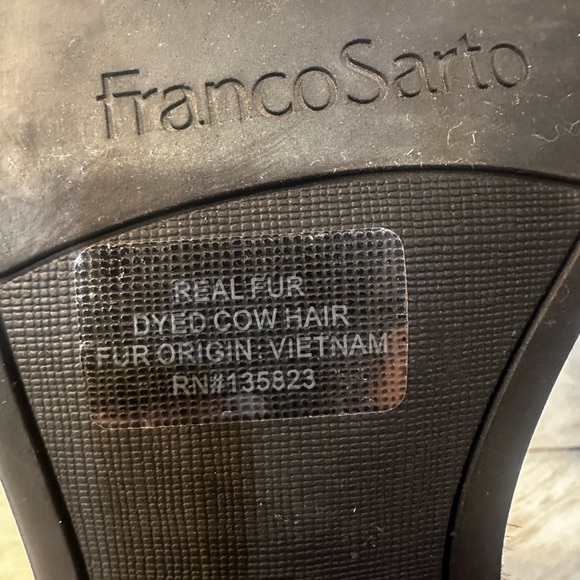 FrancoSarto
REAL FUR
DYED COW HAIR
FUR ORIGIN: VIETNAM
RN#135823